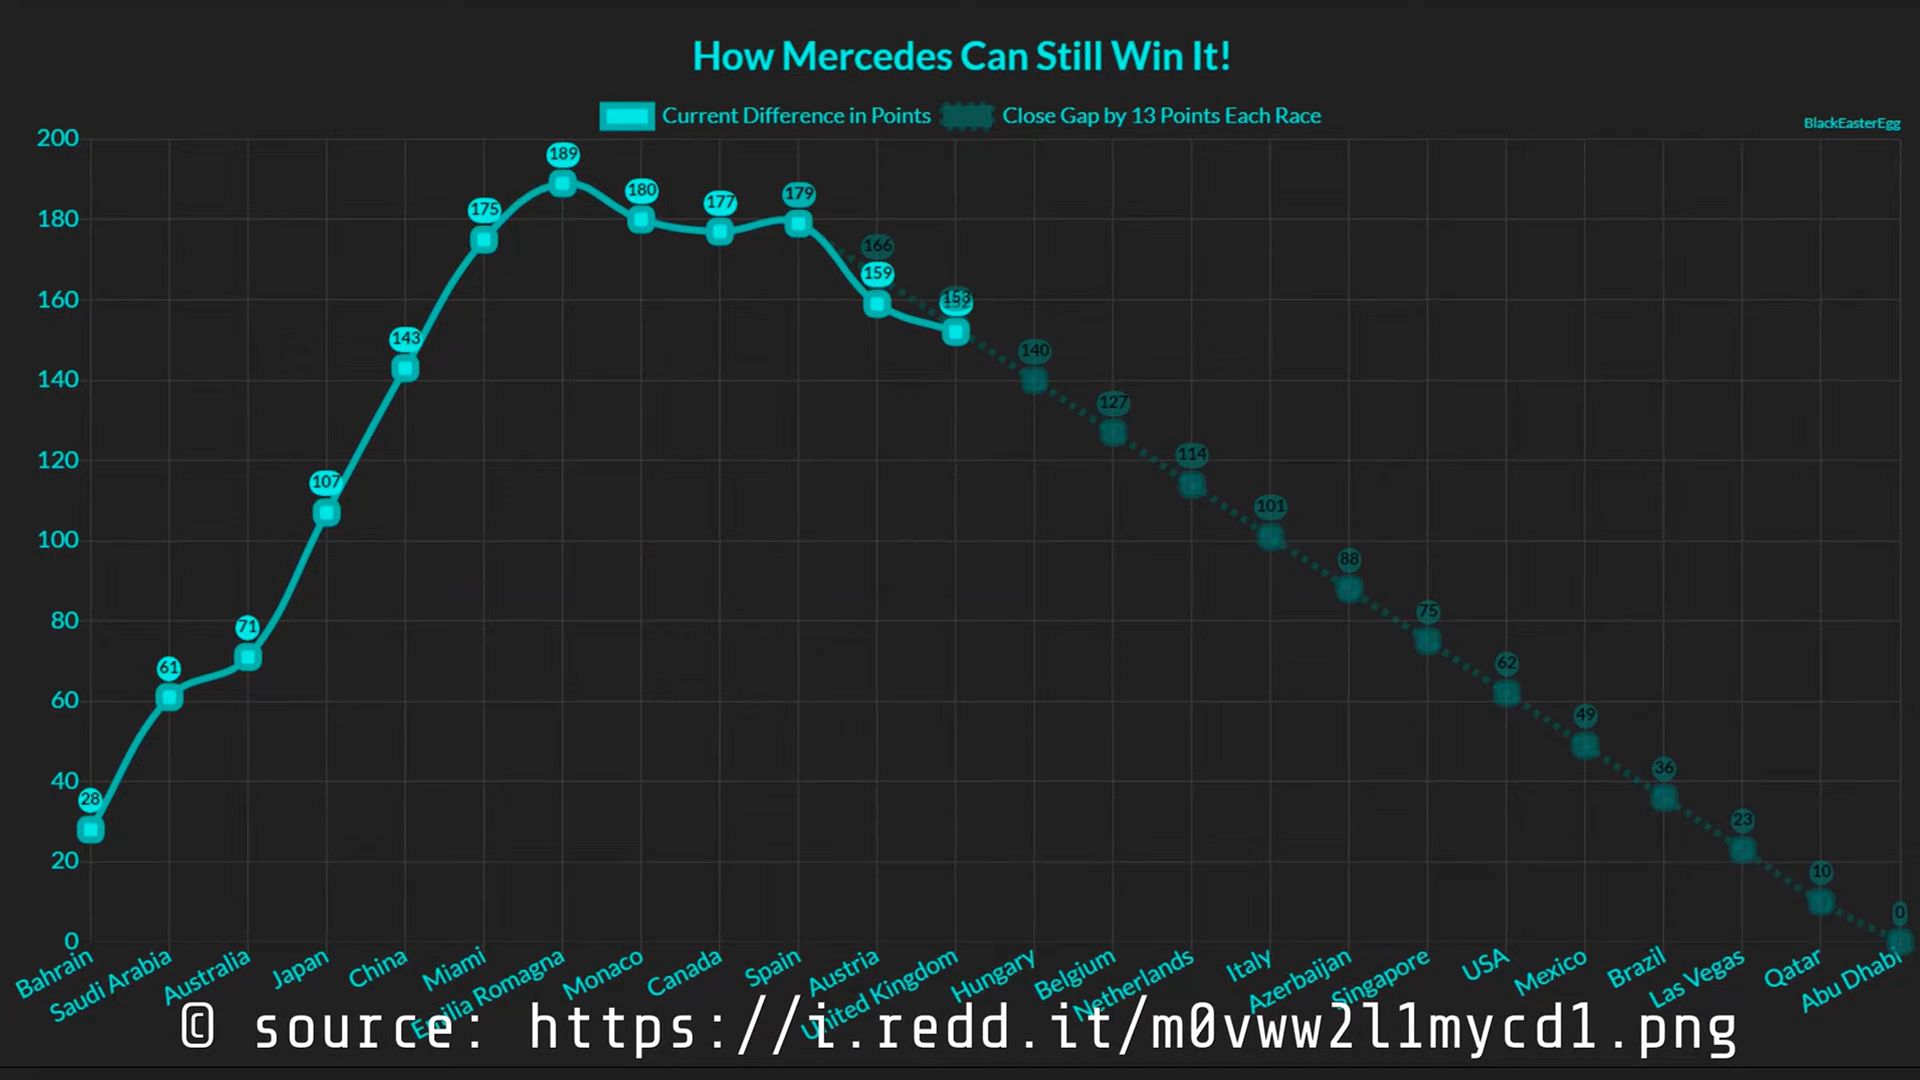 How Mercedes Can Still Win It!
Current Difference in Points Close Gap by 13 Points Each Race
BlackEasterEgg
200
180
160
140
120
100
80
60
40
20
0
28
61
71
107
143
175
189
180
177
179
166
159
153
140
127
114
101
88
75
62
49
36
23
10
0
Bahrain
Saudi Arabia
Australia
Japan
China
Miami
Emilia Romagna
Monaco
Canada
Spain
Austria
United Kingdom
Hungary
Belgium
Netherlands
Italy
Azerbaijan
Singapore
USA
Mexico
Brazil
Las Vegas
Qatar
Abu Dhabi
© source: https://i.redd.it/m0vww2l1mycd1.png